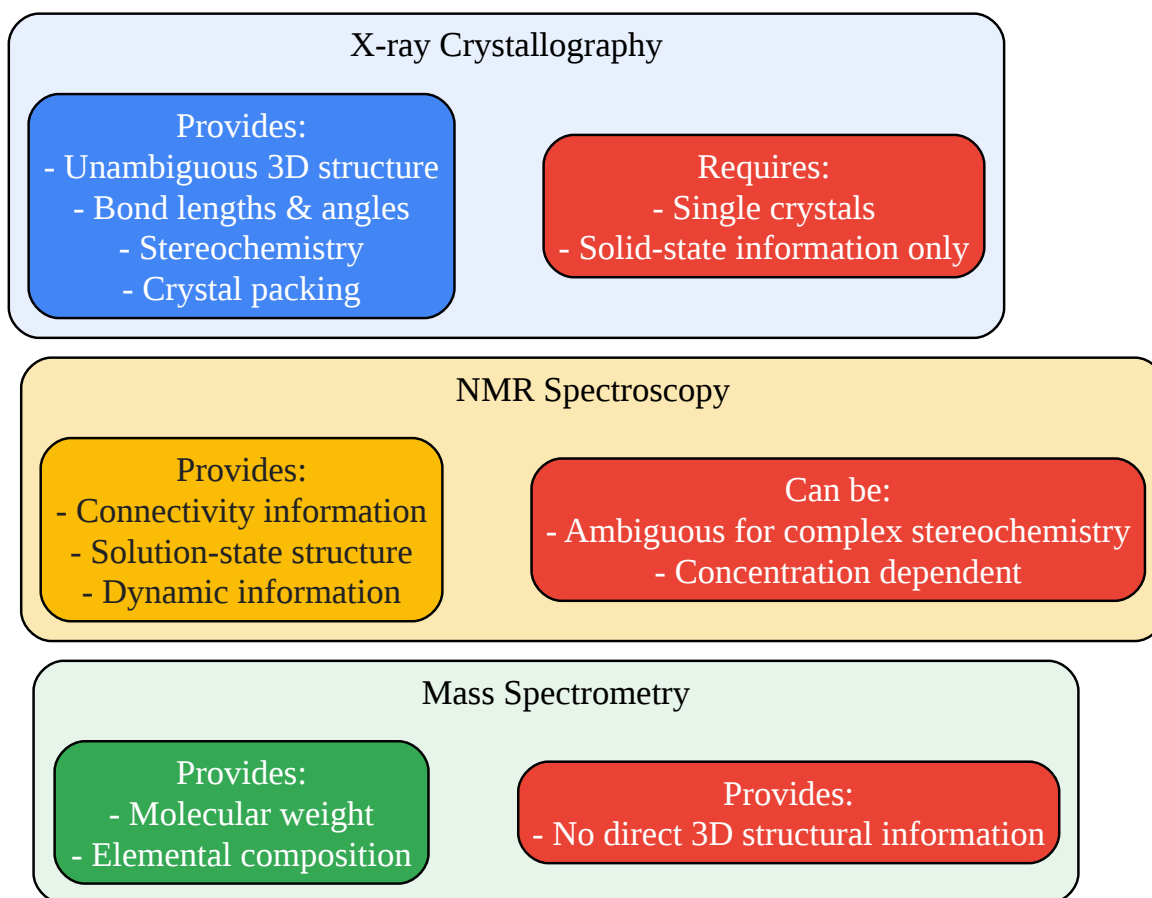 X-ray Crystallography
Provides:
- Unambiguous 3D structure
- Bond lengths & angles
- Stereochemistry
- Crystal packing
Requires:
- Single crystals
- Solid-state information only
NMR Spectroscopy
Provides:
- Connectivity information
- Solution-state structure
- Dynamic information
Can be:
- Ambiguous for complex stereochemistry
- Concentration dependent
Mass Spectrometry
Provides:
- Molecular weight
- Elemental composition
Provides:
- No direct 3D structural information